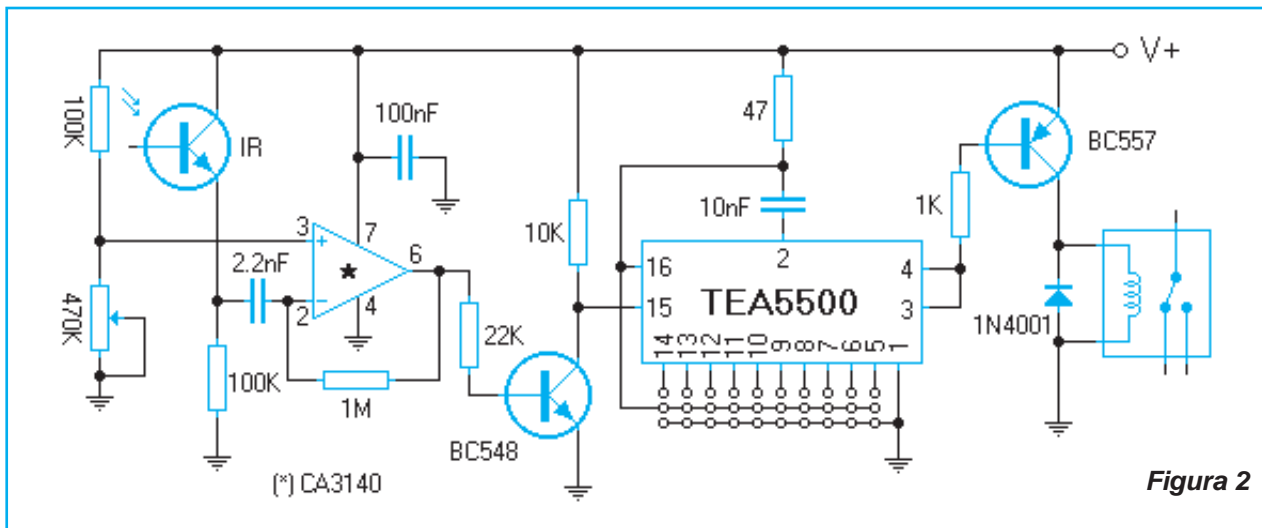 V+
100K
IR
100nF
47
BC557
10nF
1K
3
7
6
2.2nF
+
★
10K
16
2
4
−
2
4
TEA5500
15
3
470K
22K
1N4001
14 13 12 11 10 9 8 7 6 5 1
100K
1M
BC548
(*) CA3140
Figura 2